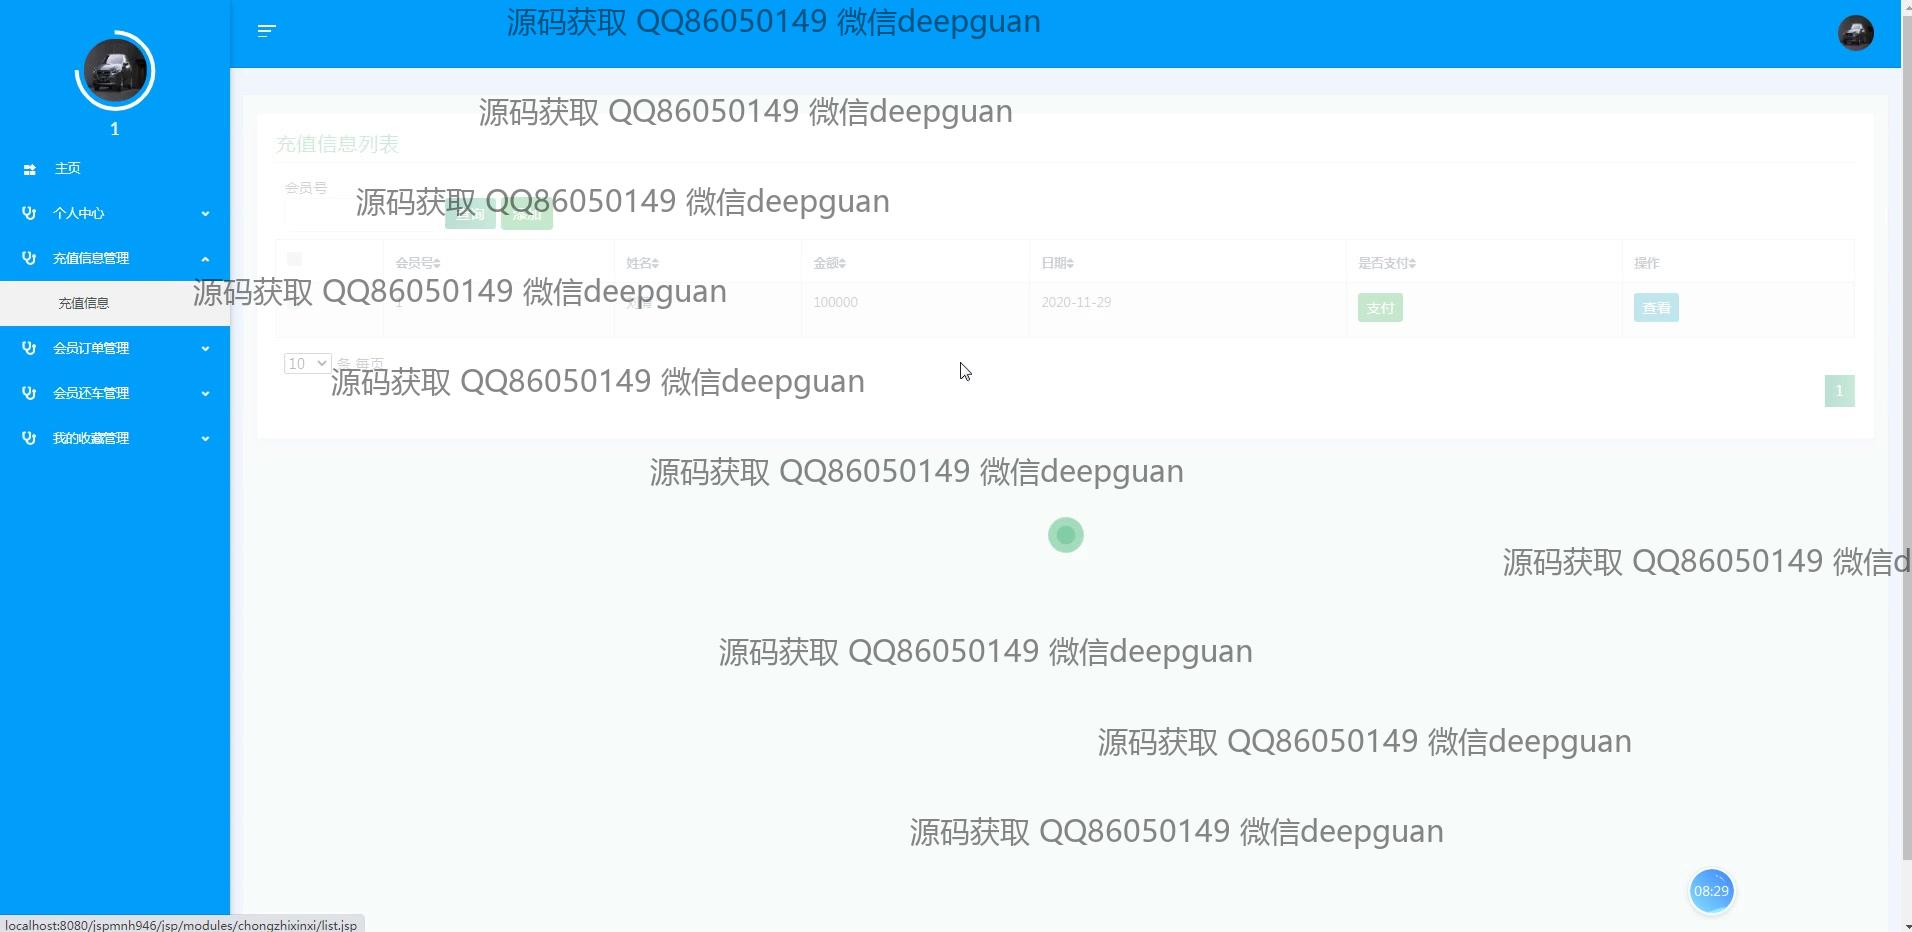 源码获取 QQ86050149 微信deepguan
1
主页
个人中心
充值信息管理
充值信息
会员订单管理
会员还车管理
我的收藏管理
源码获取 QQ86050149 微信deepguan
充值信息列表
会员号
源码获取 QQ86050149 微信deepguan
查询 添加
会员号 姓名 金额 日期 是否支付 操作
源码获取 QQ86050149 微信deepguan
1 100000 2020-11-29 支付 查看
10 条 每页
源码获取 QQ86050149 微信deepguan
1
源码获取 QQ86050149 微信deepguan
源码获取 QQ86050149 微信d
源码获取 QQ86050149 微信deepguan
源码获取 QQ86050149 微信deepguan
源码获取 QQ86050149 微信deepguan
08:29
localhost:8080/jspmnh946/jsp/modules/chongzhixinxi/list.jsp